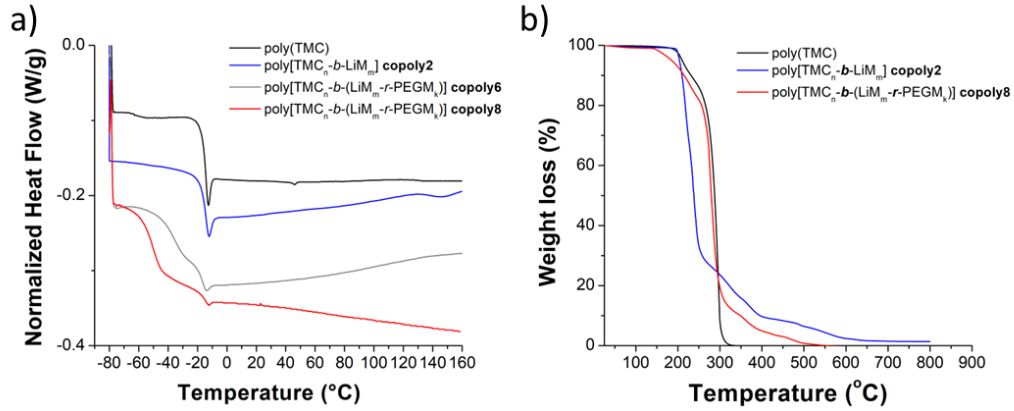 a)
Normalized Heat Flow (W/g)
0.0
-0.2
-0.4
poly(TMC)
poly[TMCₙ-b-LiMₘ] copoly2
poly[TMCₙ-b-(LiMₘ-r-PEGMₖ)] copoly6
poly[TMCₙ-b-(LiMₘ-r-PEGMₖ)] copoly8
-80 -60 -40 -20 0 20 40 60 80 100 120 140 160
Temperature (°C)
b)
Weight loss (%)
100
80
60
40
20
0
poly(TMC)
poly[TMCₙ-b-LiMₘ] copoly2
poly[TMCₙ-b-(LiMₘ-r-PEGMₖ)] copoly8
100 200 300 400 500 600 700 800 900
Temperature (°C)